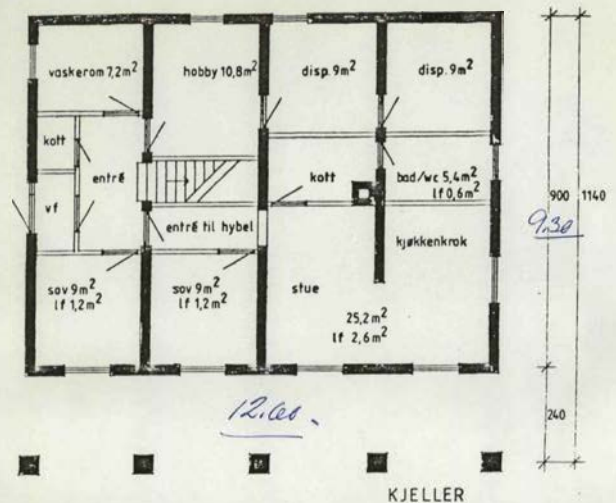 vaskerom 7,2m²
hobby 10,8m²
disp. 9m²
disp. 9m²
kott
entré
kott
bad/wc 5,4m²
lf 0,6m²
vf
entré til hybel
kjøkkenkrok
sov 9m²
lf 1,2m²
sov 9m²
lf 1,2m²
stue
25,2m²
lf 2,6m²
900
1140
9.30
240
KJELLER